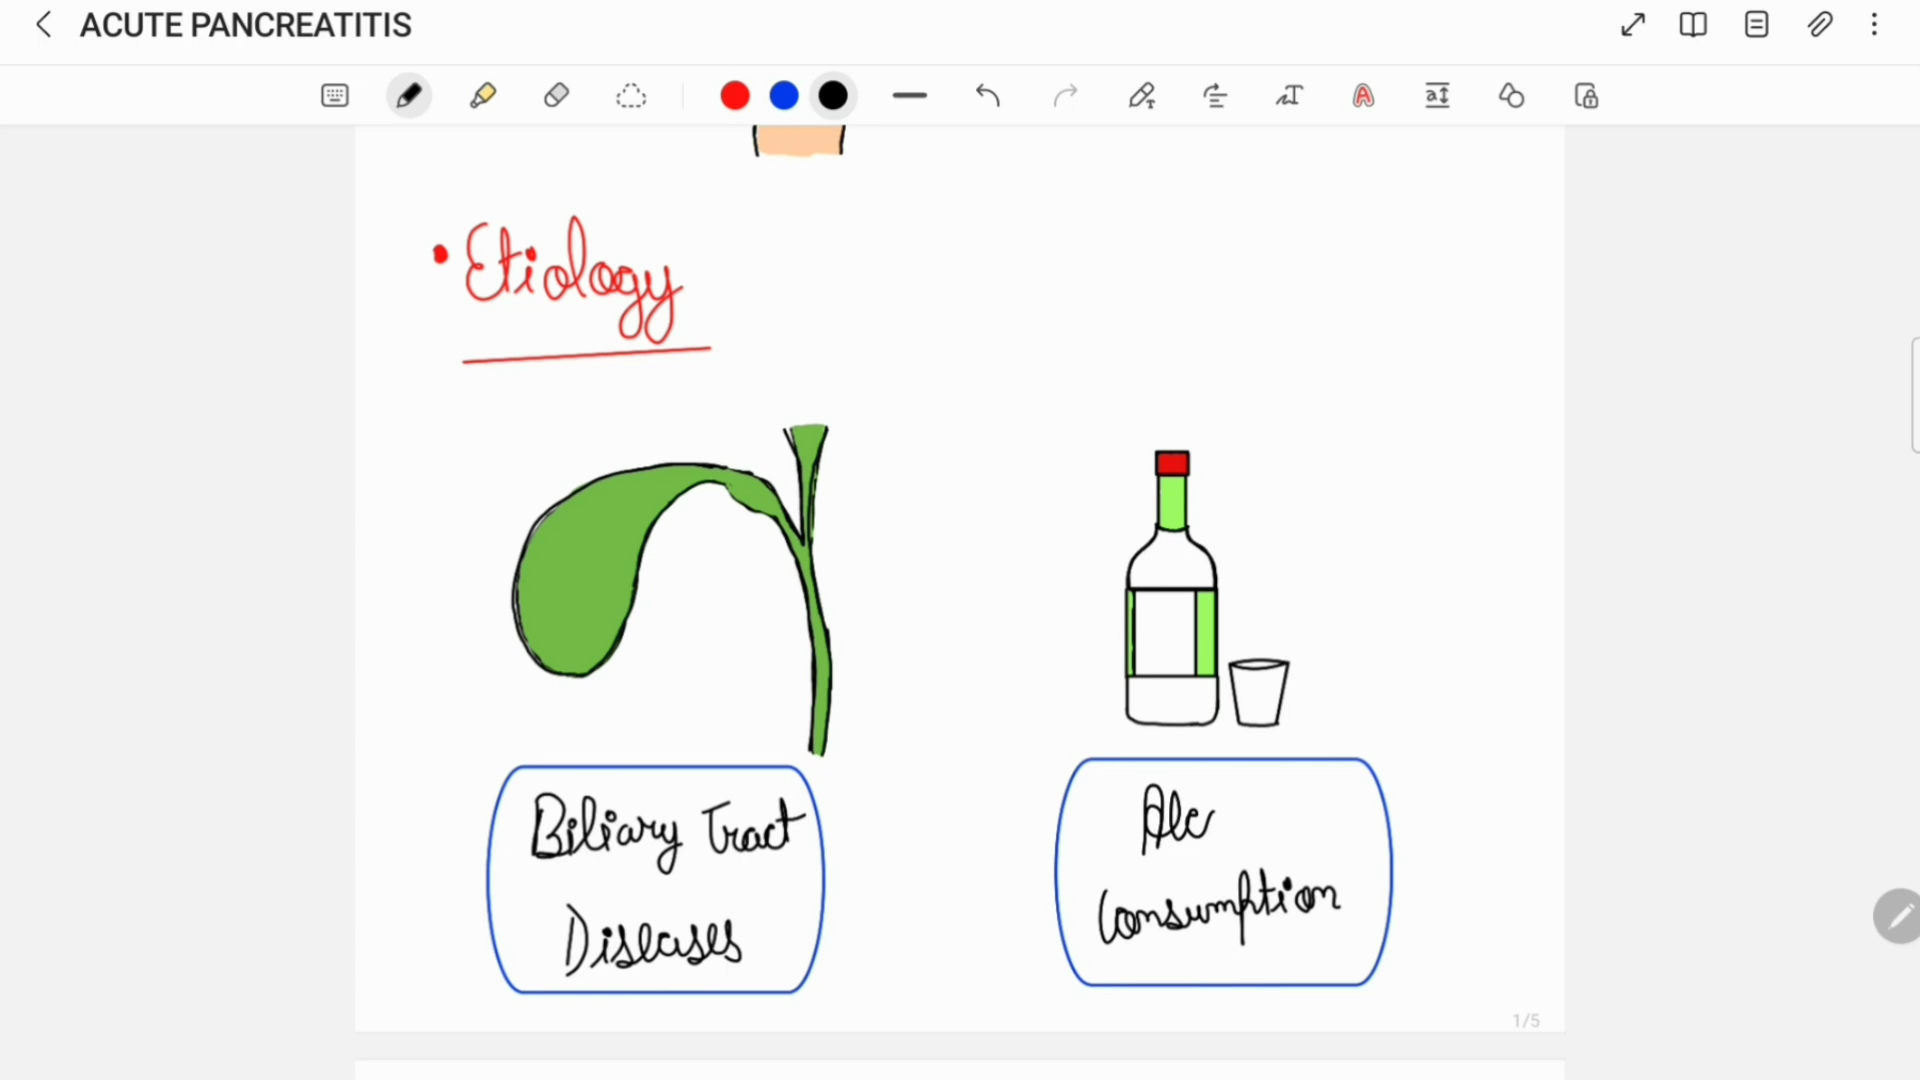 ACUTE PANCREATITIS
• Etiology
Biliary Tract
Diseases
Alc
Consumption
1/5